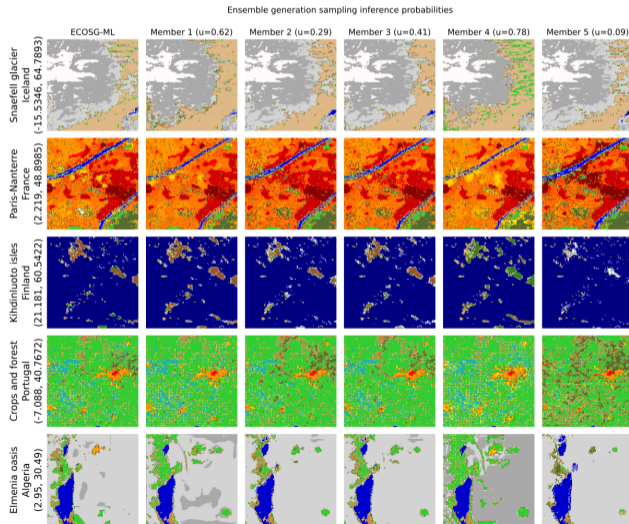 Ensemble generation sampling inference probabilities
ECOSG-ML
Member 1 (u=0.62)
Member 2 (u=0.29)
Member 3 (u=0.41)
Member 4 (u=0.78)
Member 5 (u=0.09)
Snaefell glacier
Iceland
(-15.5346, 64.7893)
Paris-Nanterre
France
(2.219, 48.8985)
Kihdinluoto isles
Finland
(21.181, 60.5422)
Crops and forest
Portugal
(-7.088, 40.7672)
Elmenia oasis
Algeria
(2.95, 30.49)